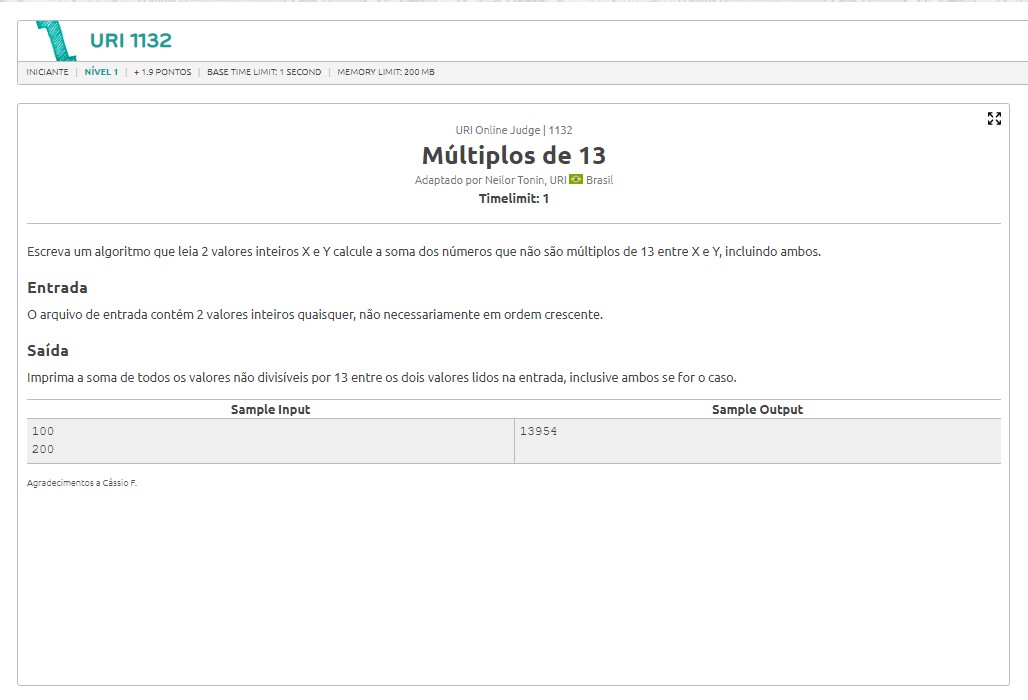 URI 1132
INICIANTE | NÍVEL 1 | + 1.9 PONTOS | BASE TIME LIMIT: 1 SECOND | MEMORY LIMIT: 200 MB
URI Online Judge | 1132
Múltiplos de 13
Adaptado por Neilor Tonin, URI Brasil
Timelimit: 1
Escreva um algoritmo que leia 2 valores inteiros X e Y calcule a soma dos números que não são múltiplos de 13 entre X e Y, incluindo ambos.
Entrada
O arquivo de entrada contém 2 valores inteiros quaisquer, não necessariamente em ordem crescente.
Saída
Imprima a soma de todos os valores não divisíveis por 13 entre os dois valores lidos na entrada, inclusive ambos se for o caso.
Sample Input Sample Output
100 13954
200
Agradecimentos a Cássio F.